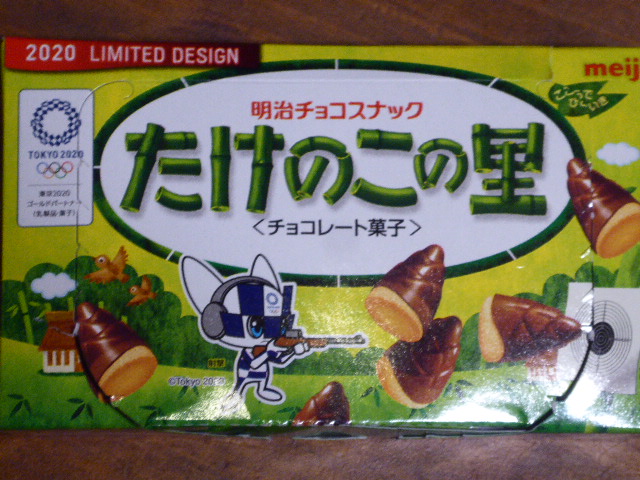 2020 LIMITED DESIGN
meiji
TOKYO 2020
東京2020
ゴールドパートナー
(乳製品・菓子)
明治チョコスナック
たけのこの里
〈チョコレート菓子〉
射撃
©Tokyo 2020